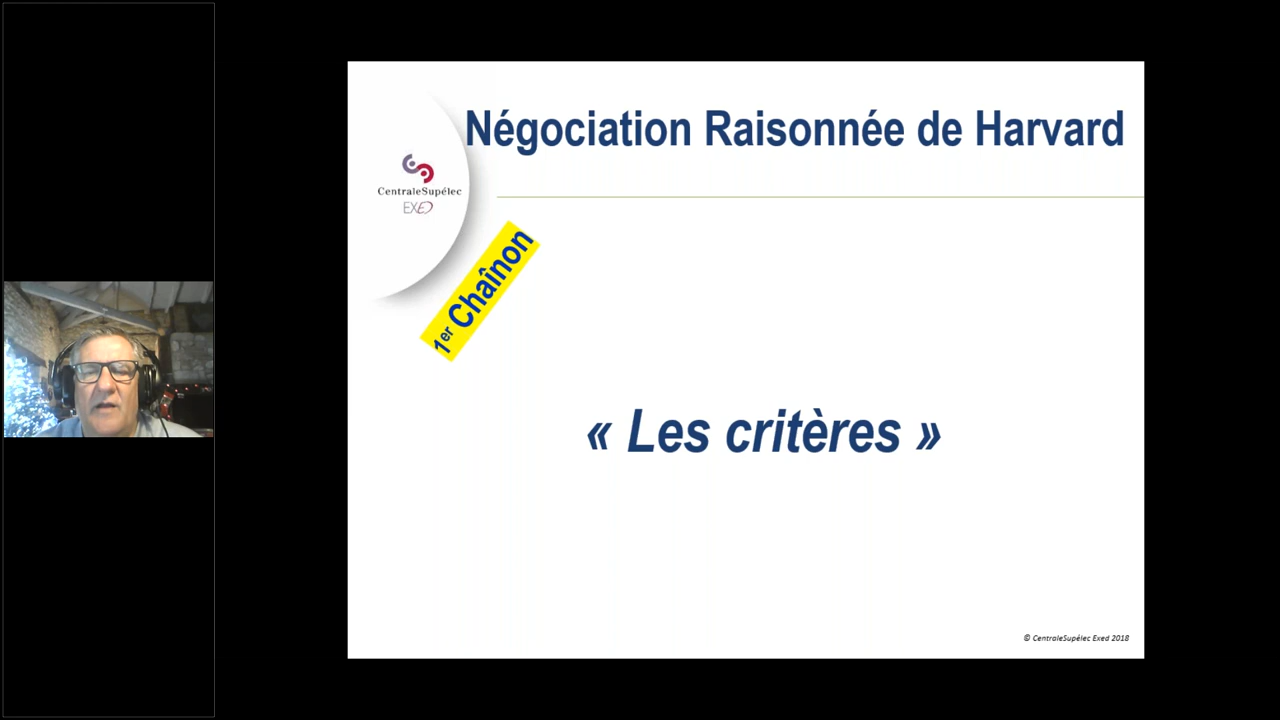 Négociation Raisonnée de Harvard
CentraleSupélec
EXED
1er Chaînon
« Les critères »
© CentraleSupélec Exed 2018